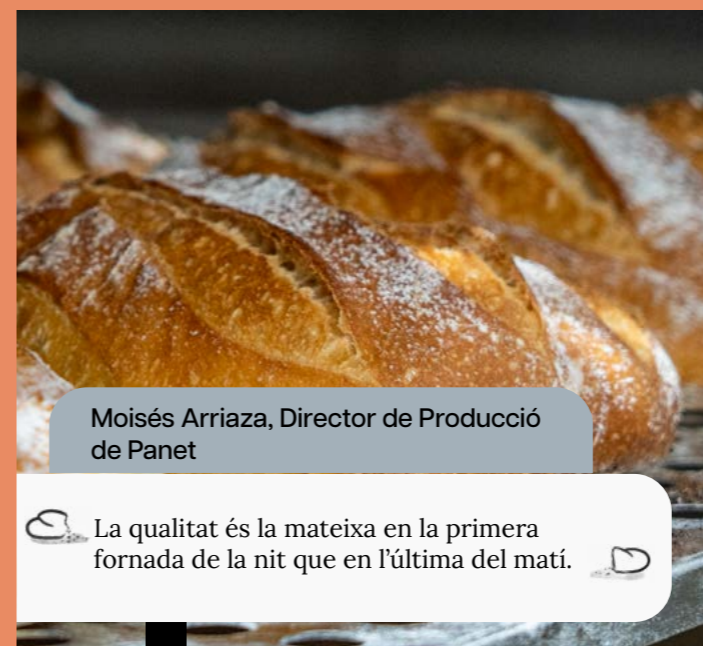 Moisés Arriaza, Director de Producció
de Panet
La qualitat és la mateixa en la primera
fornada de la nit que en l’última del matí.